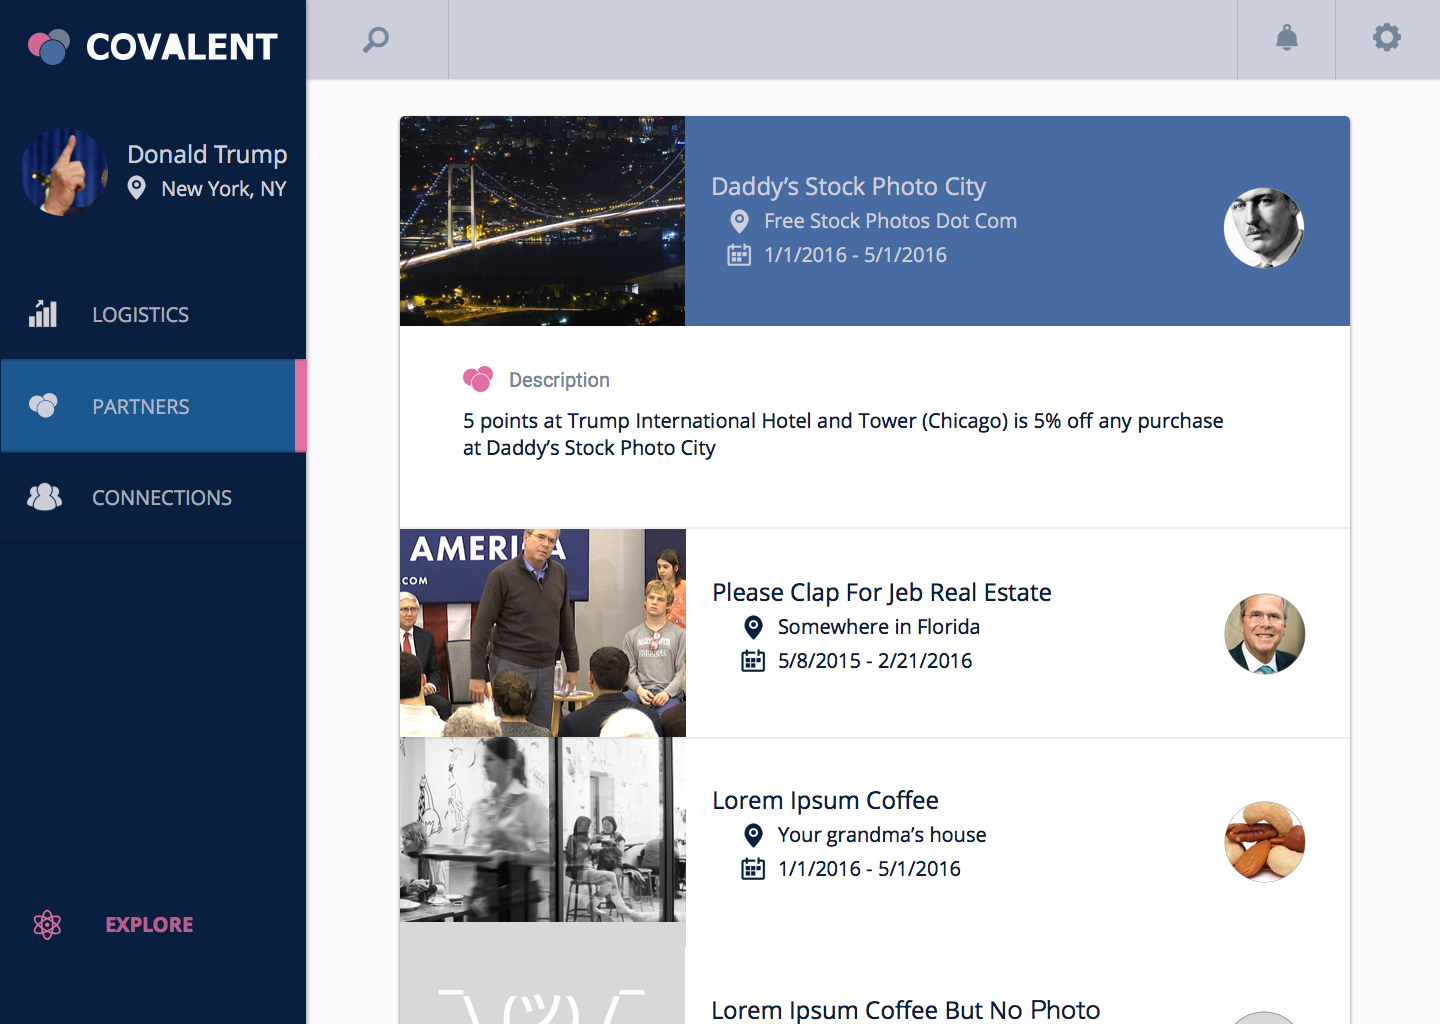 COVALENT
Donald Trump
New York, NY
LOGISTICS
PARTNERS
CONNECTIONS
EXPLORE
Daddy’s Stock Photo City
Free Stock Photos Dot Com
1/1/2016 - 5/1/2016
Description
5 points at Trump International Hotel and Tower (Chicago) is 5% off any purchase
at Daddy’s Stock Photo City
AMERICA
.COM
Please Clap For Jeb Real Estate
Somewhere in Florida
5/8/2015 - 2/21/2016
Lorem Ipsum Coffee
Your grandma’s house
1/1/2016 - 5/1/2016
¯\_(ツ)_/¯
Lorem Ipsum Coffee But No Photo